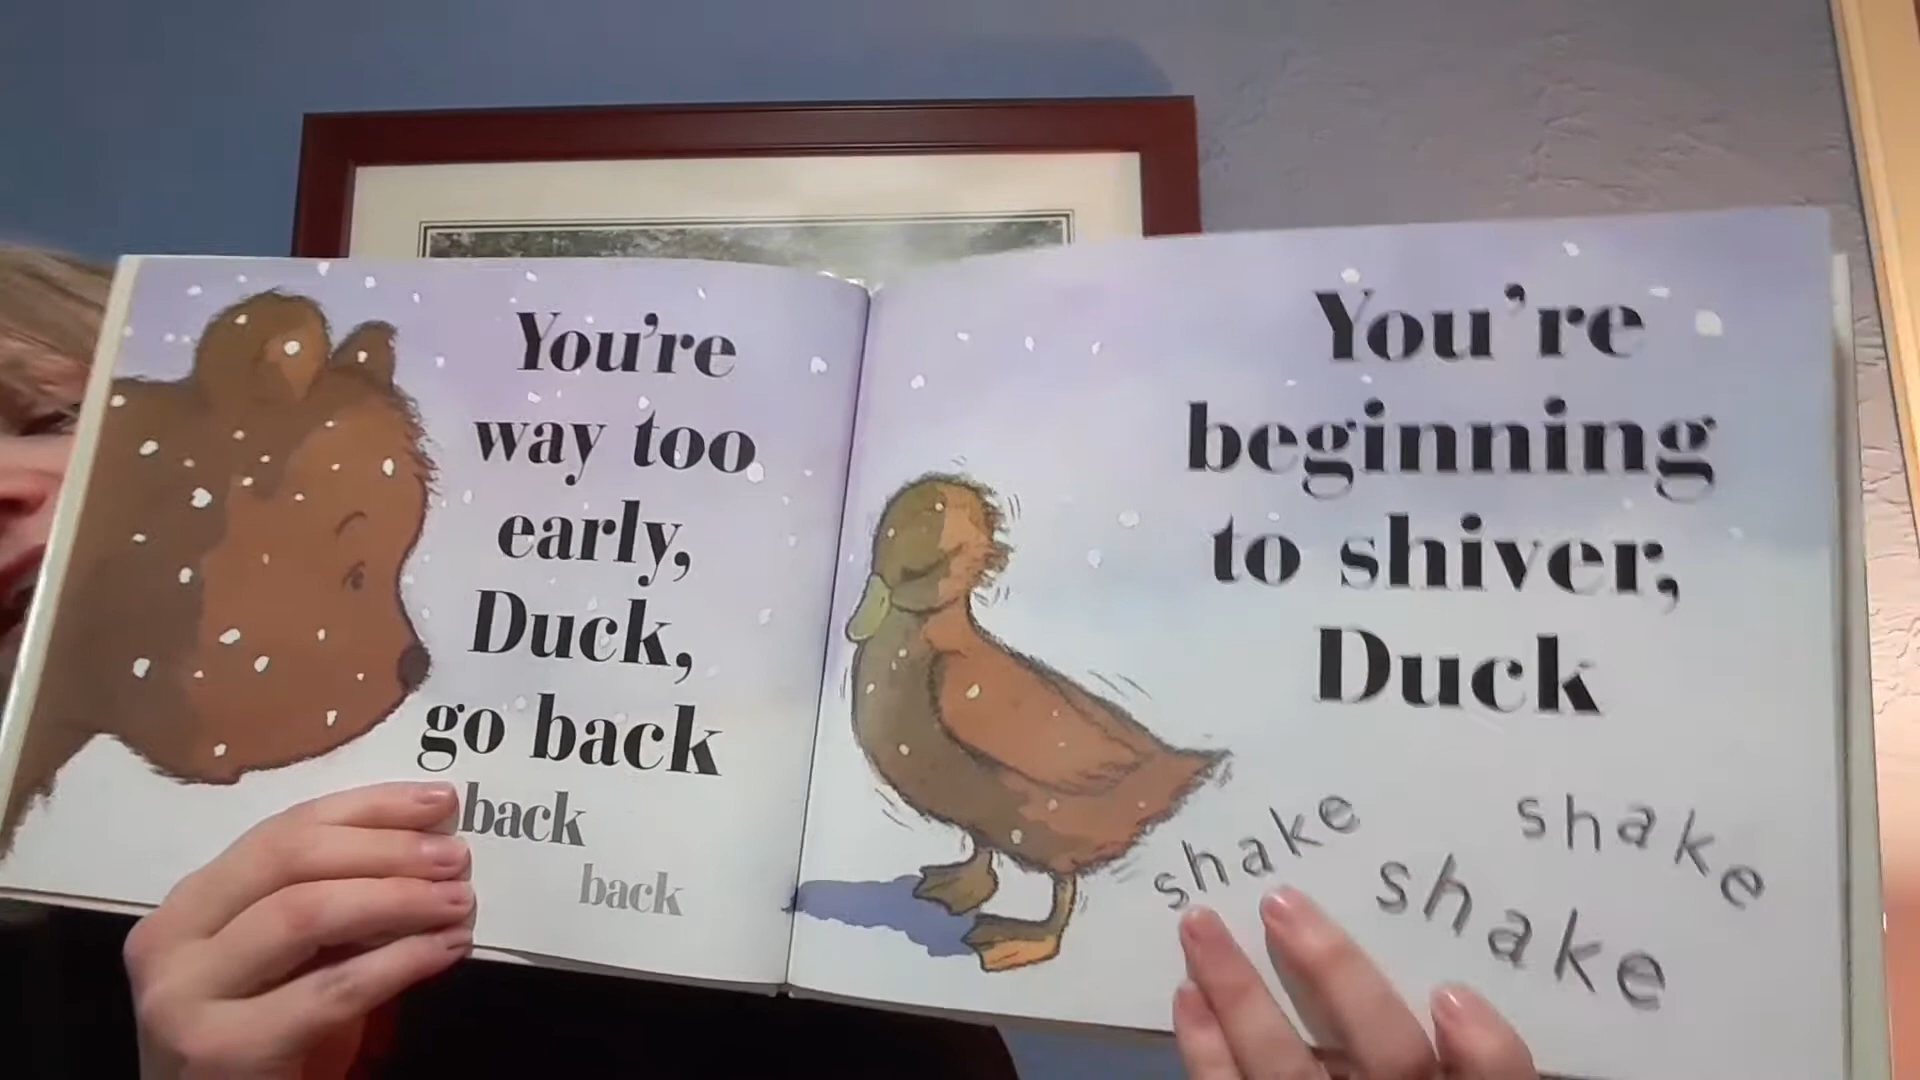 You're
way too
early,
Duck,
go back
back
back
You're
beginning
to shiver,
Duck
shake
shake
shake